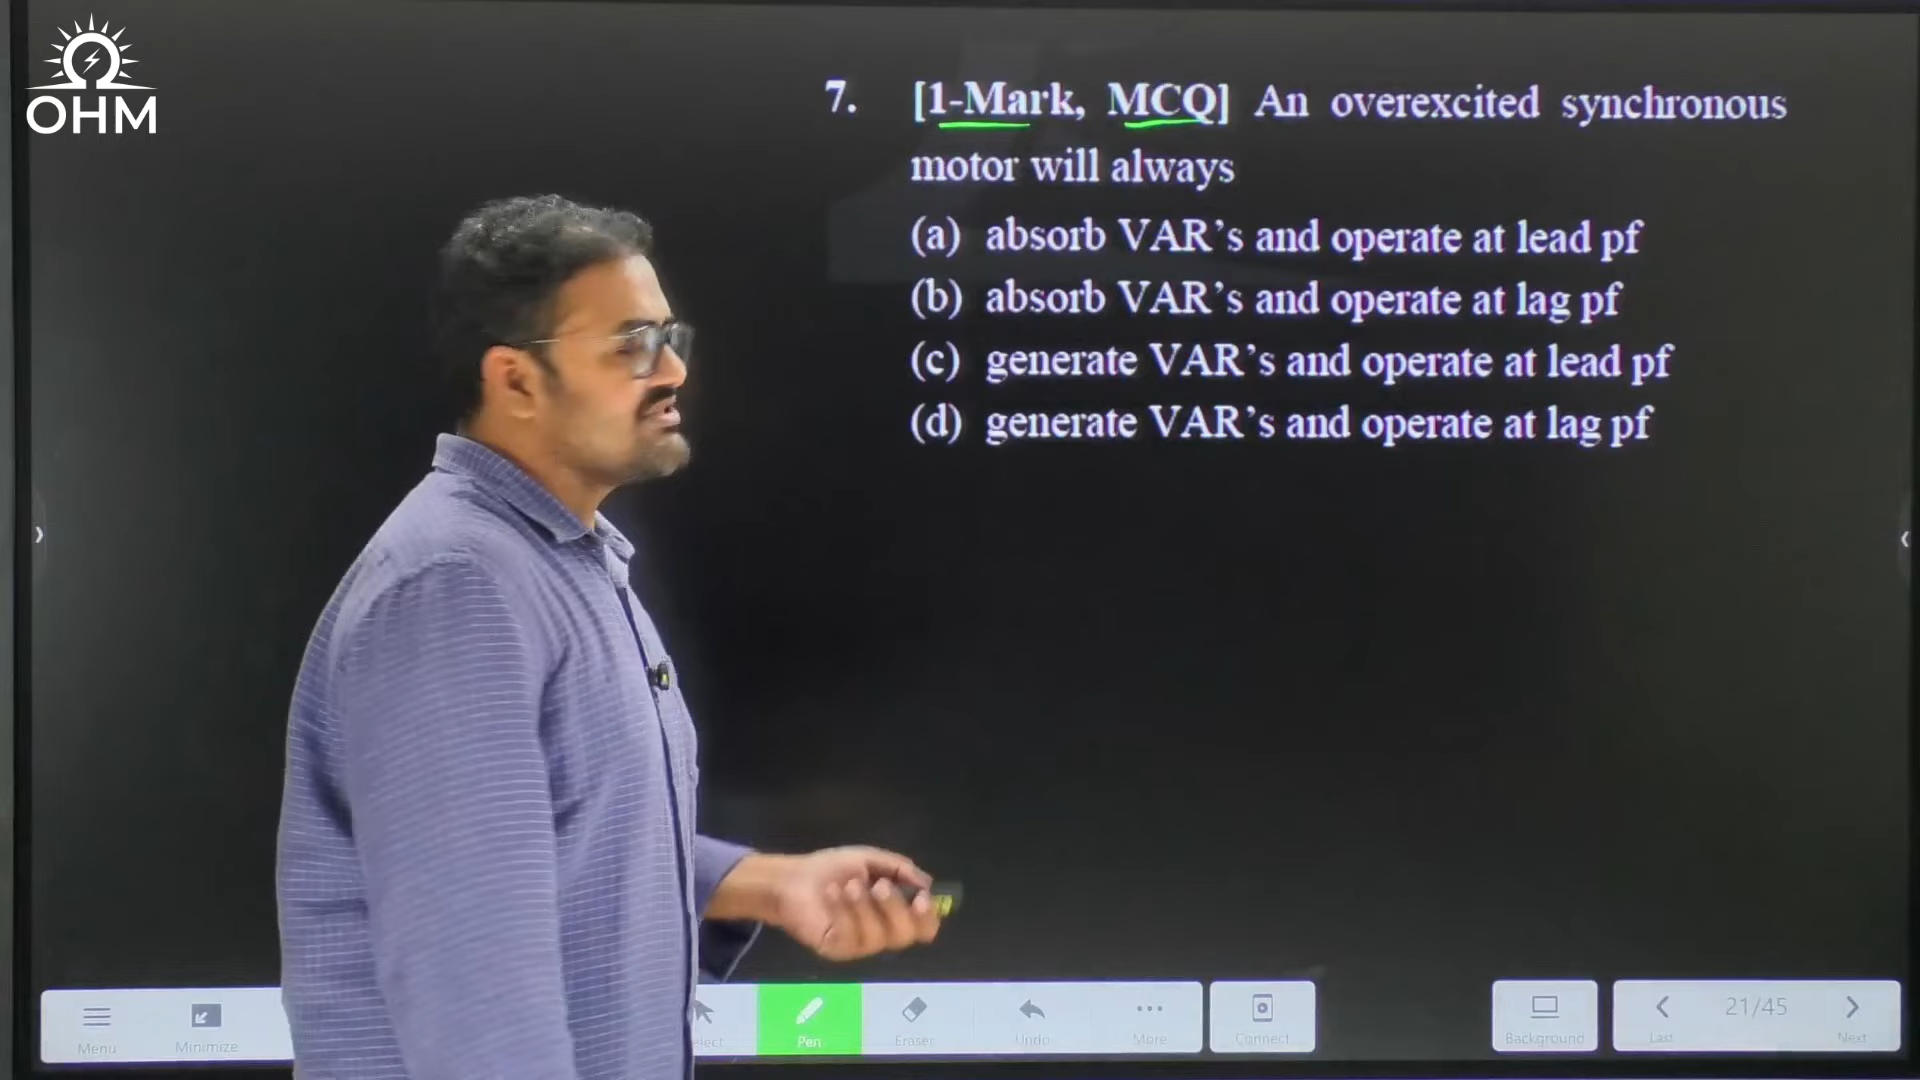 OHM
7. [1-Mark, MCQ] An overexcited synchronous
motor will always
(a) absorb VAR's and operate at lead pf
(b) absorb VAR's and operate at lag pf
(c) generate VAR's and operate at lead pf
(d) generate VAR's and operate at lag pf
Menu
Minimize
Pen
Eraser
Undo
More
Connect
Background
Last
21/45
Next